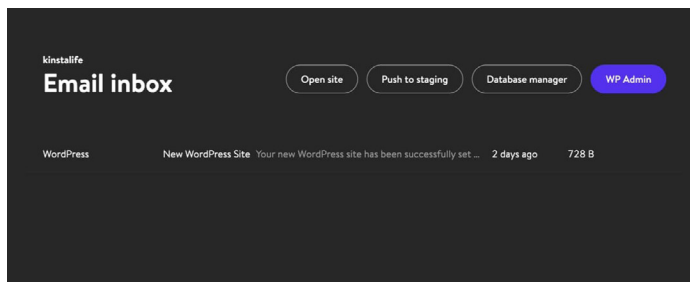 kinstalife
Email inbox
Open site
Push to staging
Database manager
WP Admin
WordPress New WordPress Site Your new WordPress site has been successfully set ... 2 days ago 728 B